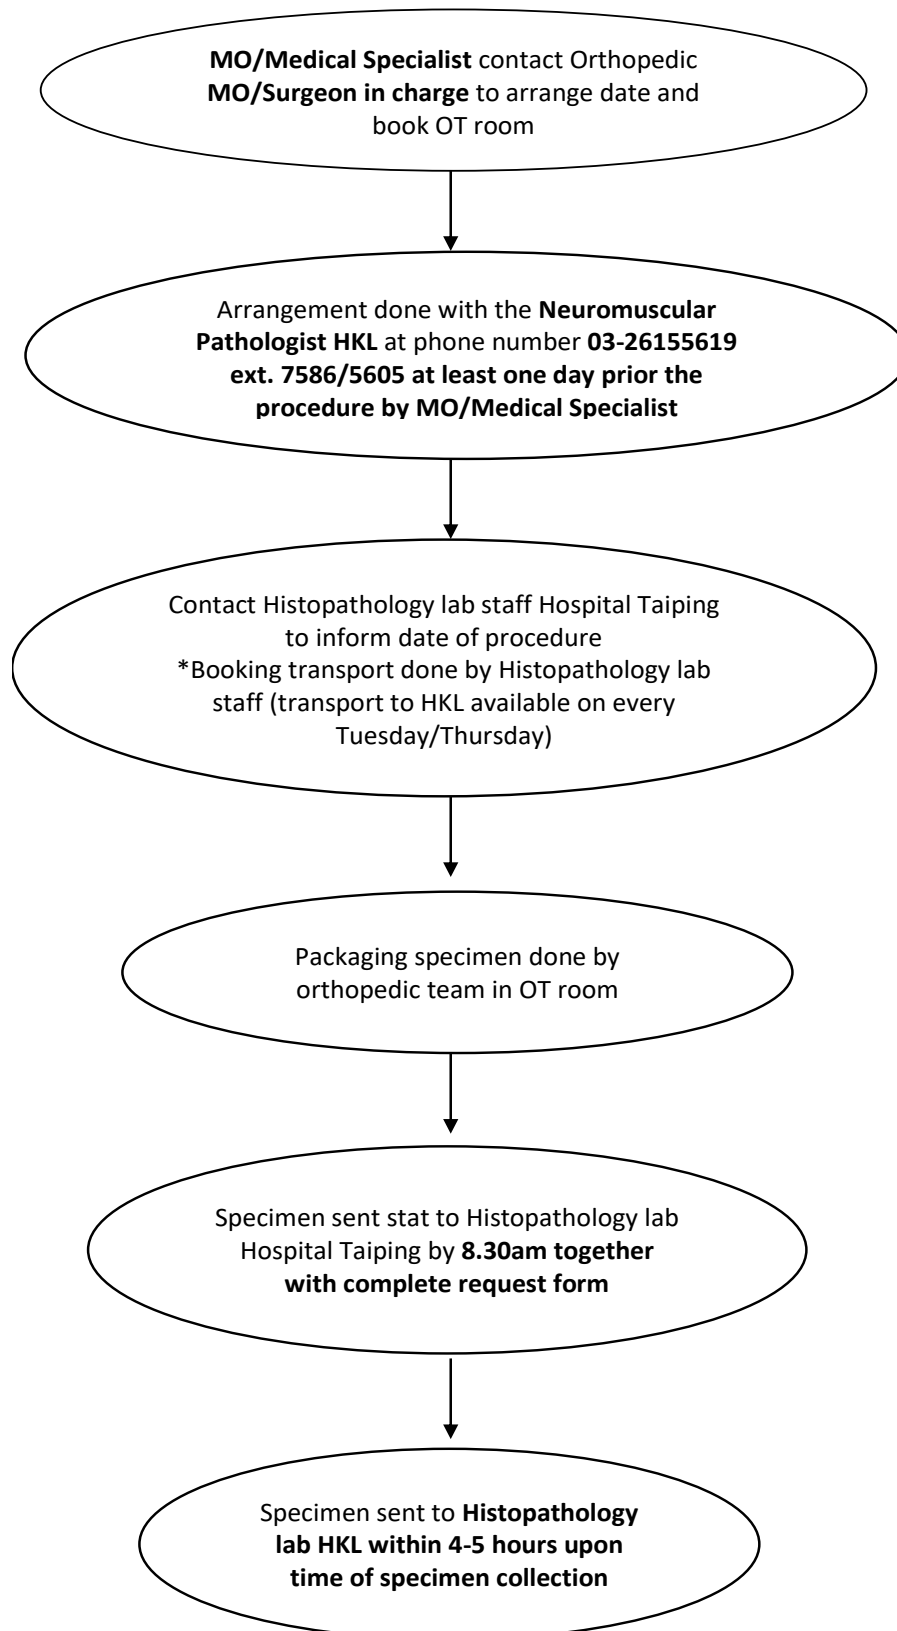 MO/Medical Specialist contact Orthopedic
MO/Surgeon in charge to arrange date and
book OT room
Arrangement done with the Neuromuscular
Pathologist HKL at phone number 03-26155619
ext. 7586/5605 at least one day prior the
procedure by MO/Medical Specialist
Contact Histopathology lab staff Hospital Taiping
to inform date of procedure
*Booking transport done by Histopathology lab
staff (transport to HKL available on every
Tuesday/Thursday)
Packaging specimen done by
orthopedic team in OT room
Specimen sent stat to Histopathology lab
Hospital Taiping by 8.30am together
with complete request form
Specimen sent to Histopathology
lab HKL within 4-5 hours upon
time of specimen collection